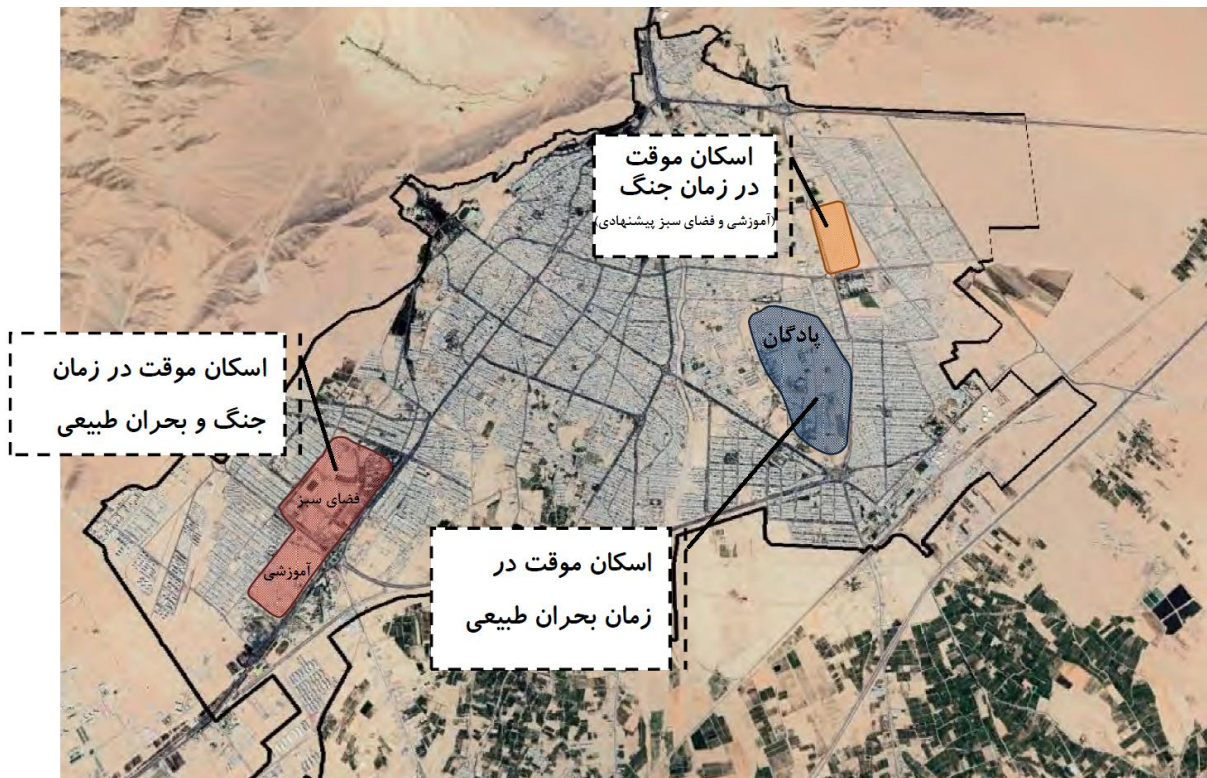 اسکان موقت
در زمان جنگ
(آموزشی و فضای سبز پیشنهادی)
پادگان
اسکان موقت در زمان
جنگ و بحران طبیعی
فضای سبز
آموزشی
اسکان موقت در
زمان بحران طبیعی